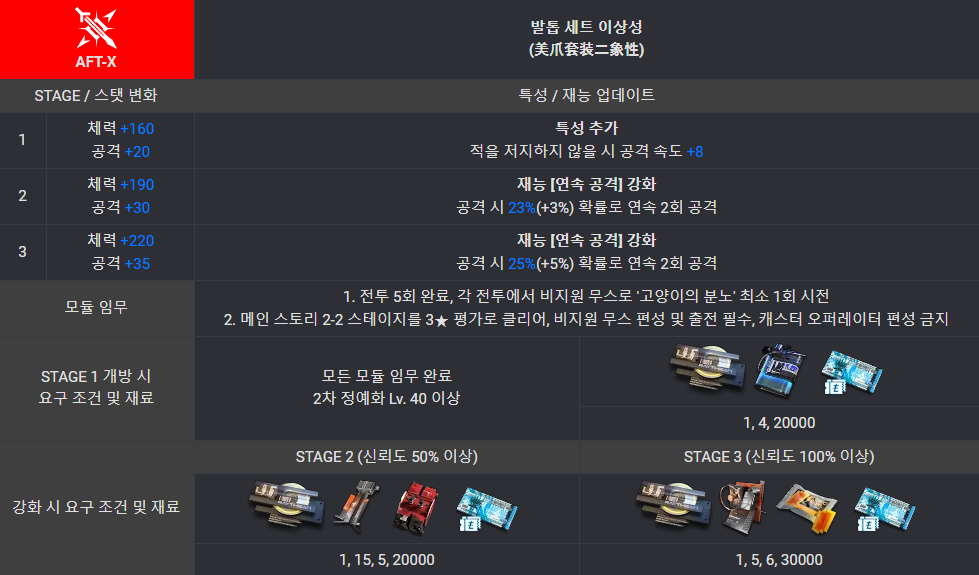 발톱 세트 이상성
(美爪套装二象性)
AFT-X
STAGE / 스탯 변화
특성 / 재능 업데이트
1
체력 +160
공격 +20
특성 추가
적을 저지하지 않을 시 공격 속도 +8
2
체력 +190
공격 +30
재능 [연속 공격] 강화
공격 시 23%(+3%) 확률로 연속 2회 공격
3
체력 +220
공격 +35
재능 [연속 공격] 강화
공격 시 25%(+5%) 확률로 연속 2회 공격
모듈 임무
1. 전투 5회 완료, 각 전투에서 비지원 무스로 '고양이의 분노' 최소 1회 시전
2. 메인 스토리 2-2 스테이지를 3★ 평가로 클리어, 비지원 무스 편성 및 출전 필수, 캐스터 오퍼레이터 편성 금지
STAGE 1 개방 시
요구 조건 및 재료
모든 모듈 임무 완료
2차 정예화 Lv. 40 이상
1, 4, 20000
강화 시 요구 조건 및 재료
STAGE 2 (신뢰도 50% 이상)
1, 15, 5, 20000
STAGE 3 (신뢰도 100% 이상)
1, 5, 6, 30000